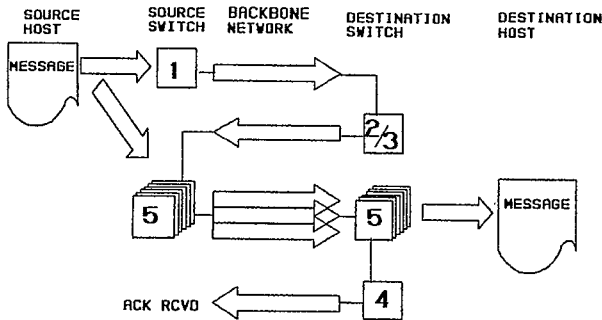 SOURCE HOST
SOURCE SWITCH
BACKBONE NETWORK
DESTINATION SWITCH
DESTINATION HOST
MESSAGE
1
2/3
5
5
MESSAGE
ACK RCVD
4